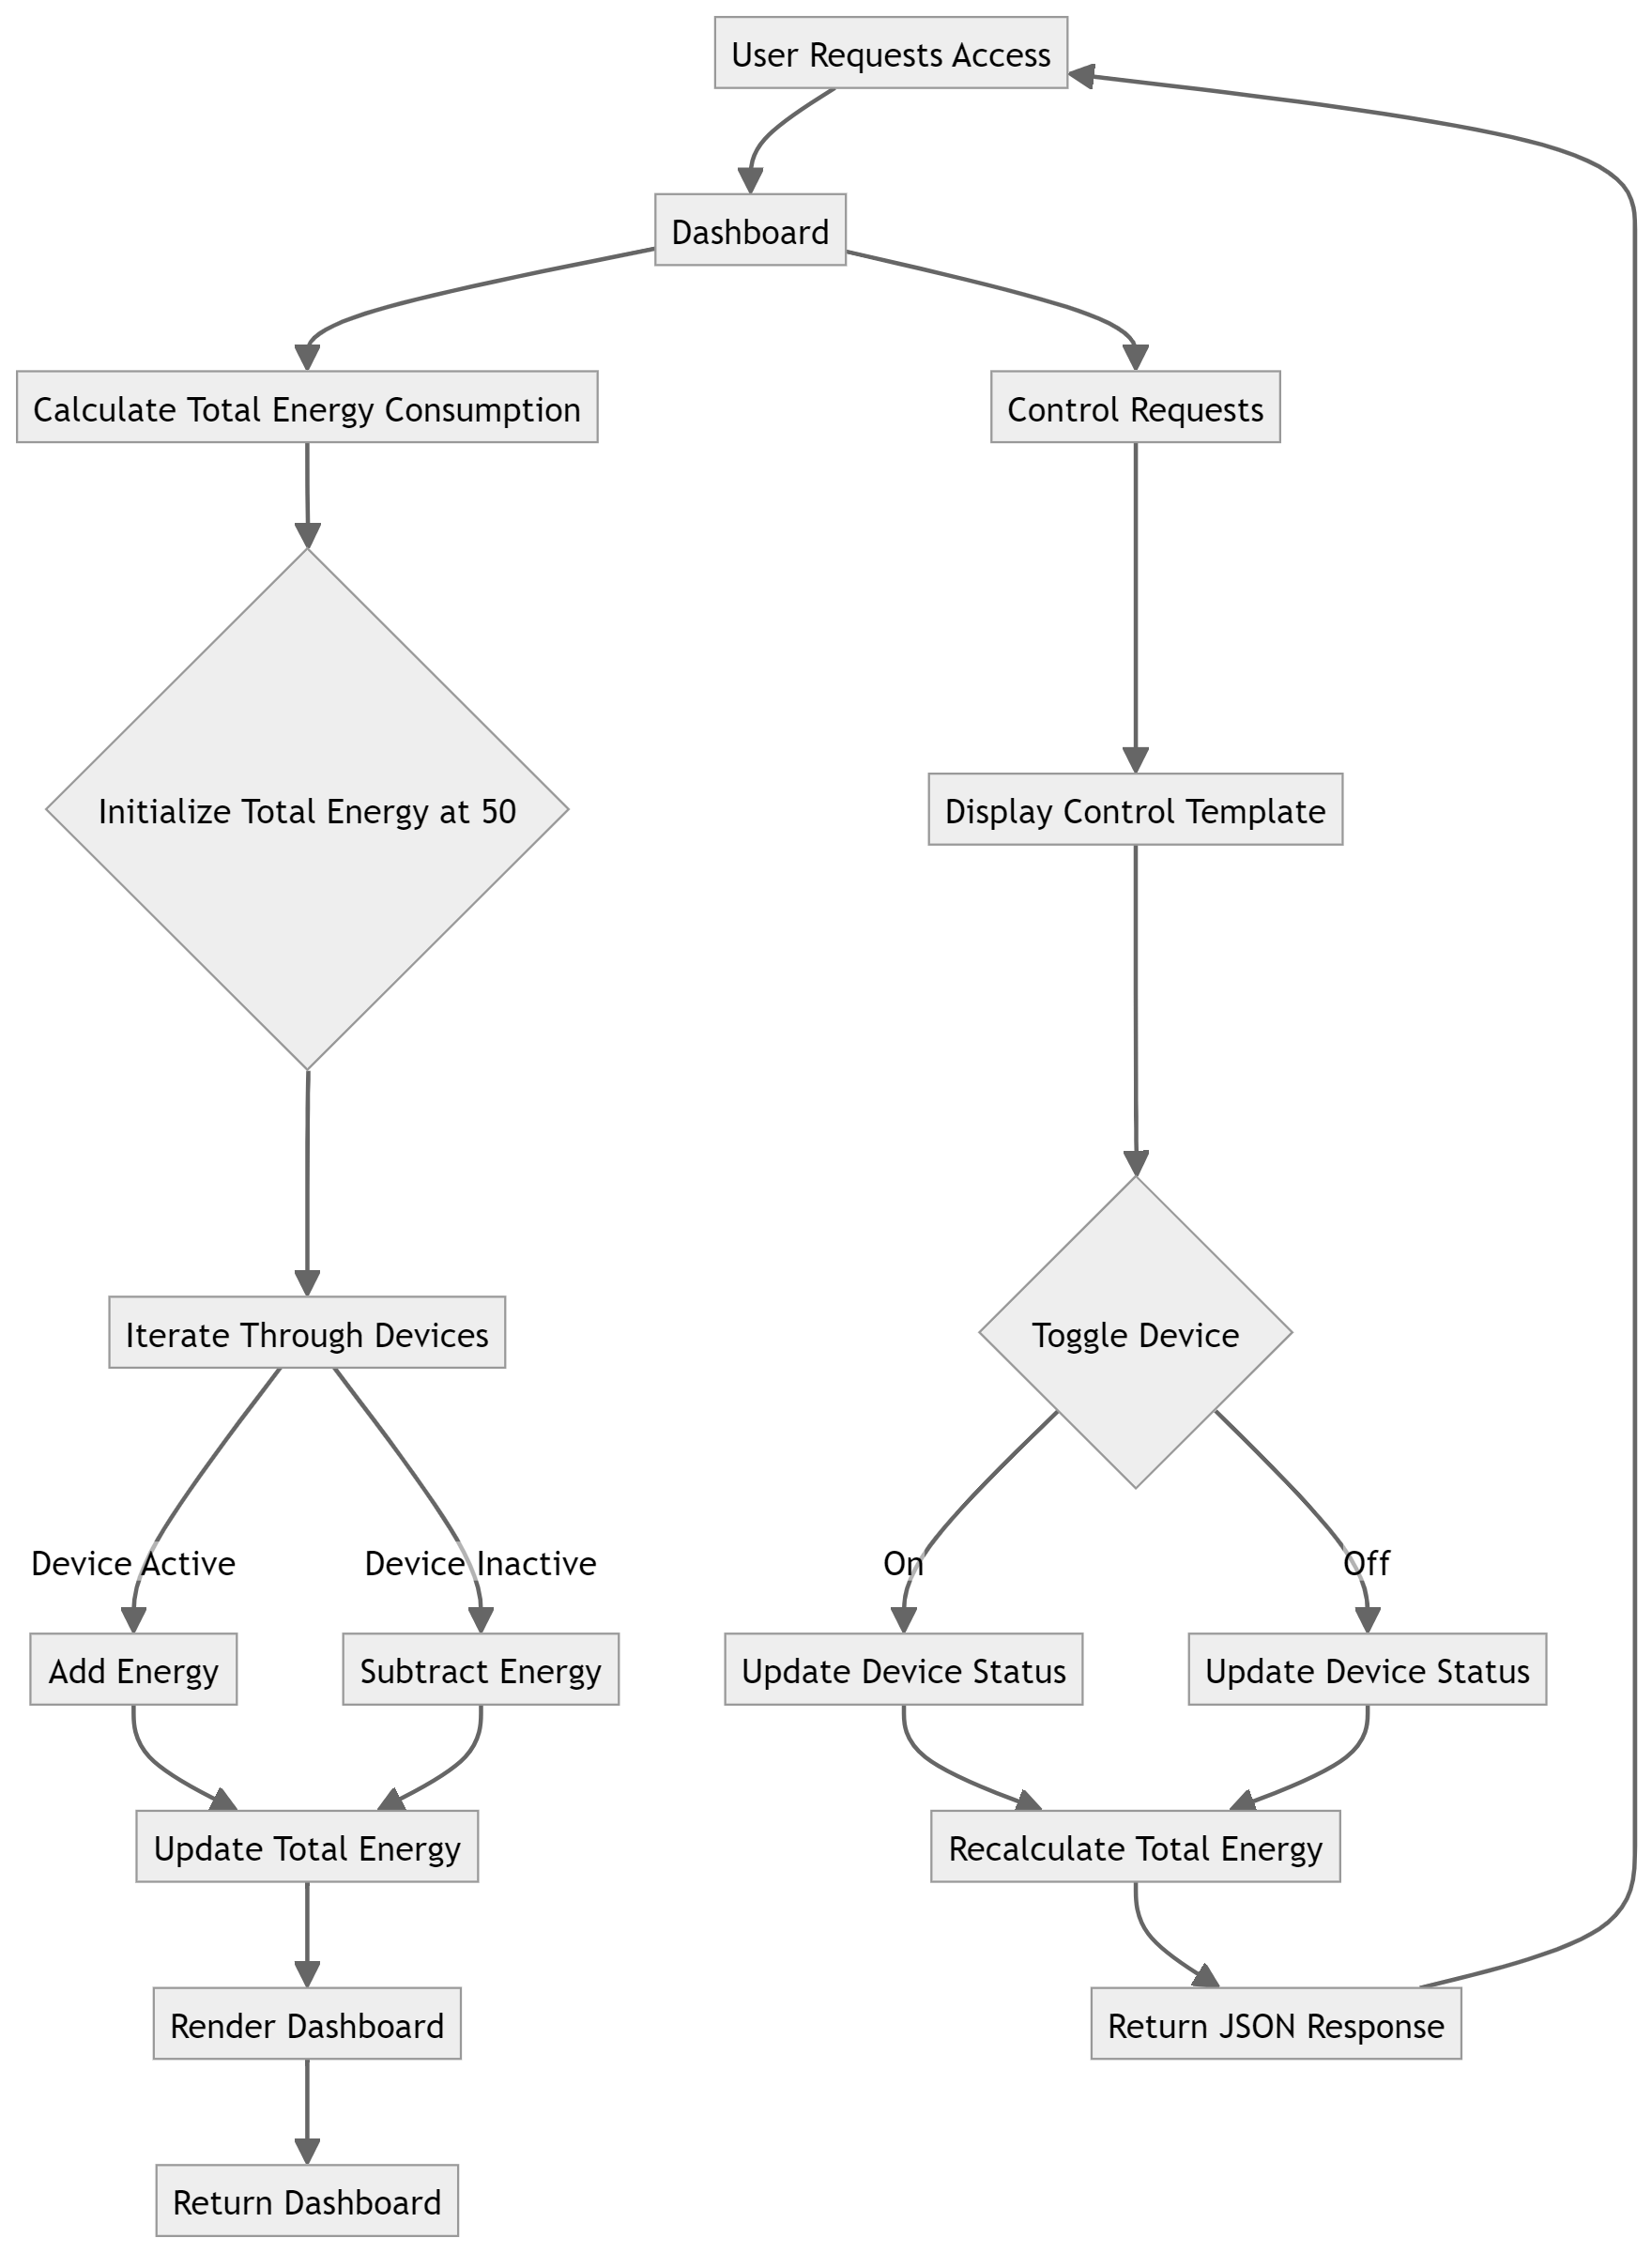 User Requests Access
Dashboard
Calculate Total Energy Consumption
Control Requests
Initialize Total Energy at 50
Display Control Template
Iterate Through Devices
Toggle Device
Device Active
Device Inactive
On
Off
Add Energy
Subtract Energy
Update Device Status
Update Device Status
Update Total Energy
Recalculate Total Energy
Render Dashboard
Return JSON Response
Return Dashboard